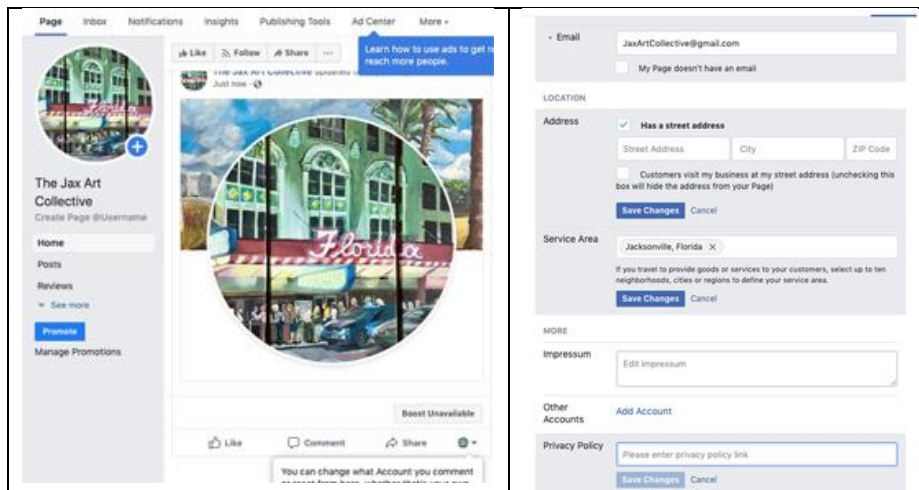 Page Inbox Notifications Insights Publishing Tools Ad Center More
Like Follow Share ...
Learn how to use ads to get
reach more people.
The Jax Art Collective updated
Just now
Florida
The Jax Art
Collective
Create Page @Username
Home
Posts
Reviews
See more
Promote
Manage Promotions
Boost Unavailable
Like Comment Share
You can change what Account you comment
Email
JaxArtCollective@gmail.com
My Page doesn't have an email
LOCATION
Address
Has a street address
Street Address City ZIP Code
Customers visit my business at my street address (unchecking this
box will hide the address from your Page)
Save Changes Cancel
Service Area
Jacksonville, Florida ×
If you travel to provide goods or services to your customers, select up to ten
neighborhoods, cities or regions to define your service area.
Save Changes Cancel
MORE
Impressum
Edit impressum
Other
Accounts
Add Account
Privacy Policy
Please enter privacy policy link
Save Changes Cancel